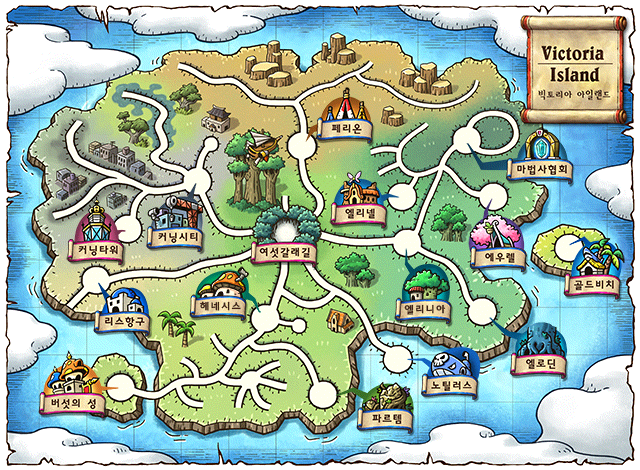 Victoria
Island
빅토리아 아일랜드
페리온
마법사협회
엘리넬
커닝타워
커닝시티
여섯갈래길
에우렐
골드비치
리스항구
헤네시스
엘리니아
엘로딘
버섯의 성
노틸러스
파르템